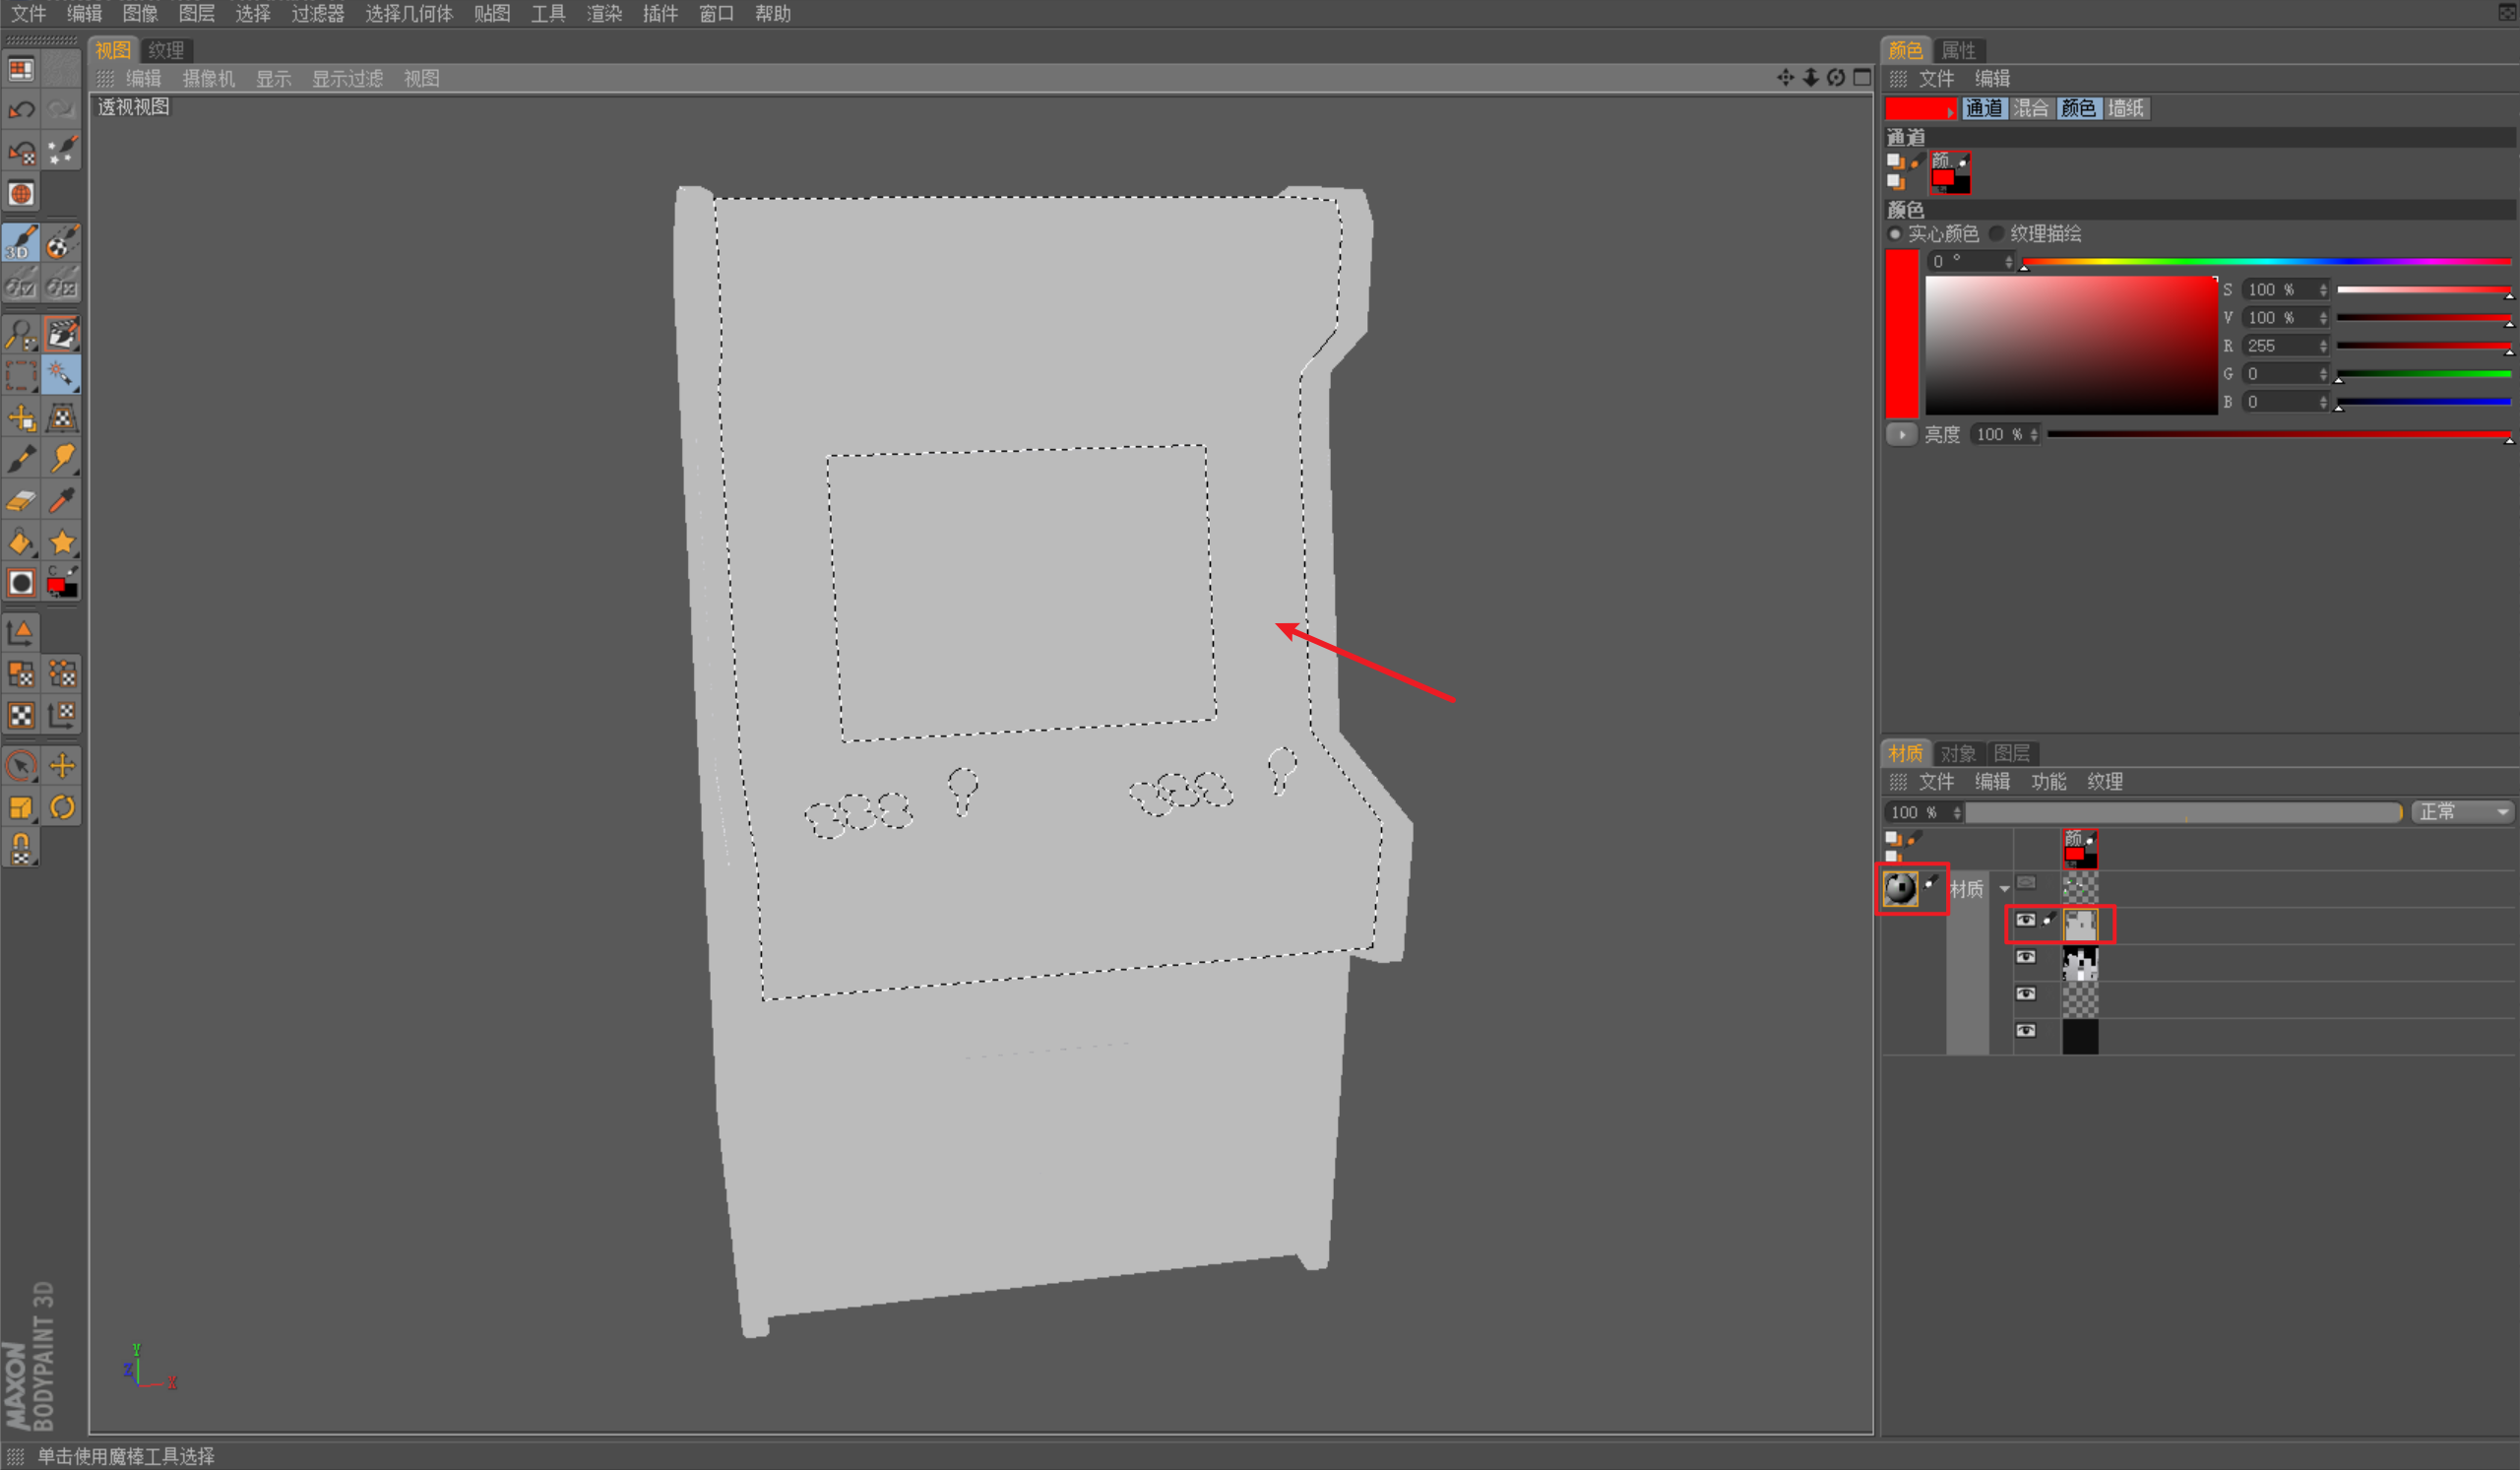 文件 编辑 图像 图层 选择 过滤器 选择几何体 贴图 工具 渲染 插件 窗口 帮助
视图 纹理
编辑 摄像机 显示 显示过滤 视图
透视视图
3D
C
Y
Z
X
MAXON
BODYPAINT 3D
单击使用魔棒工具选择
颜色 属性
文件 编辑
通道 混合 颜色 墙纸
通道
颜.
颜色
实心颜色 纹理描绘
0 °
S 100 %
V 100 %
R 255
G 0
B 0
亮度 100 %
材质 对象 图层
文件 编辑 功能 纹理
100 % 正常
颜.
材质